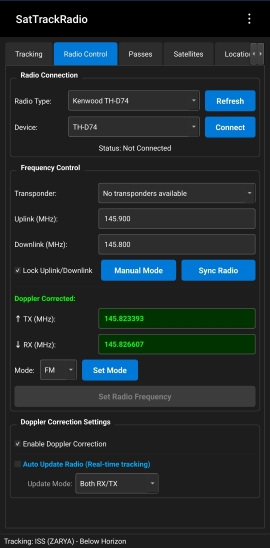 SatTrackRadio
Tracking Radio Control Passes Satellites Locatio
Radio Connection
Radio Type: Kenwood TH-D74 Refresh
Device: TH-D74 Connect
Status: Not Connected
Frequency Control
Transponder: No transponders available
Uplink (MHz): 145.900
Downlink (MHz): 145.800
Lock Uplink/Downlink Manual Mode Sync Radio
Doppler Corrected:
↑ TX (MHz): 145.823393
↓ RX (MHz): 145.826607
Mode: FM Set Mode
Set Radio Frequency
Doppler Correction Settings
Enable Doppler Correction
Auto Update Radio (Real-time tracking)
Update Mode: Both RX/TX
Tracking: ISS (ZARYA) - Below Horizon